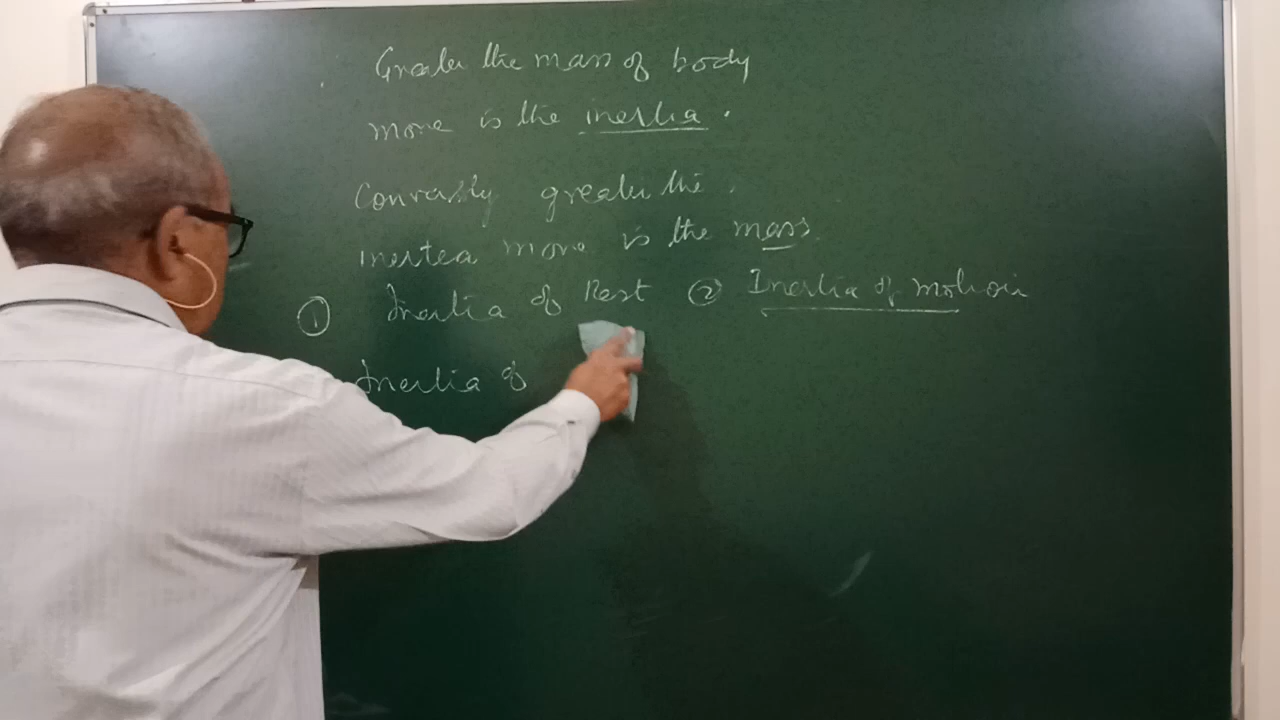 Greater the mass of body
more is the inertia.
Conversly greater the
inertea more is the mass.
① Inertia of Rest ② Inertia of motion
Inertia of